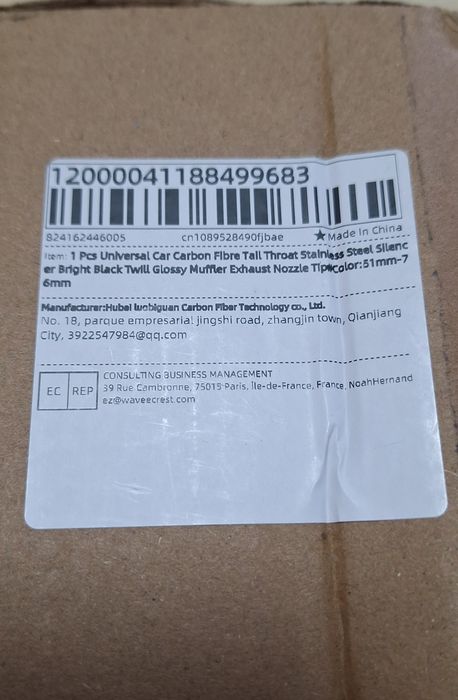 12000041188499683
824162446005 cn1089528490fjbae ★Made in China
Item: 1 Pcs Universal Car Carbon Fibre Tail Throat Stainless Steel Silenc
er Bright Black Twill Glossy Muffler Exhaust Nozzle Tip*color:51mm-7
6mm
Manufacturer:Hubei luobiguan Carbon Fiber Technology co., Ltd.
No. 18, parque empresarial jingshi road, zhangjin town, Qianjiang
City, 3922547984@qq.com
EC REP
CONSULTING BUSINESS MANAGEMENT
39 Rue Cambronne, 75015 Paris, Île-de-France, France, NoahHernand
ez@waveecrest.com